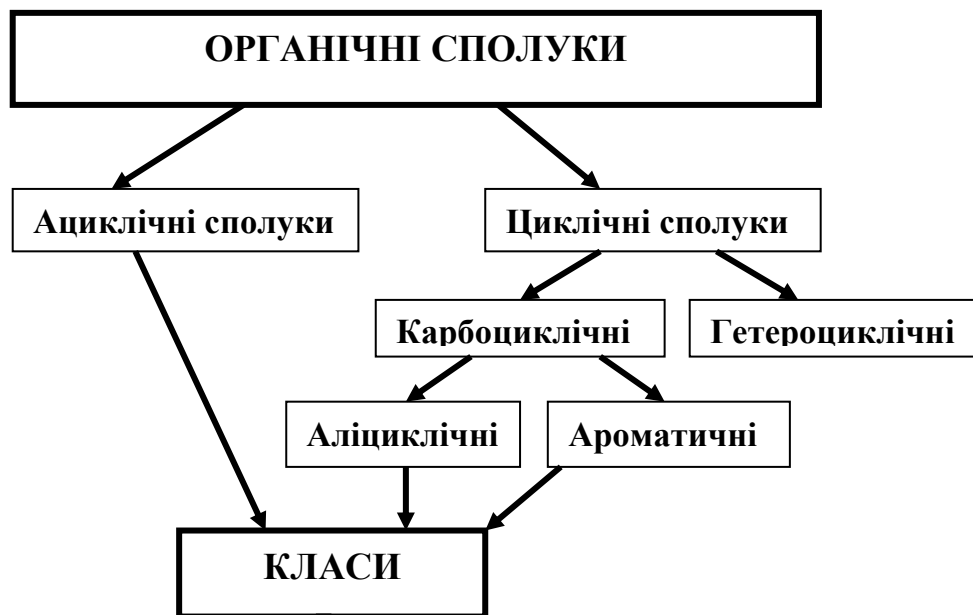 ОРГАНІЧНІ СПОЛУКИ
Ациклічні сполуки
Циклічні сполуки
Карбоциклічні
Гетероциклічні
Аліциклічні
Ароматичні
КЛАСИ